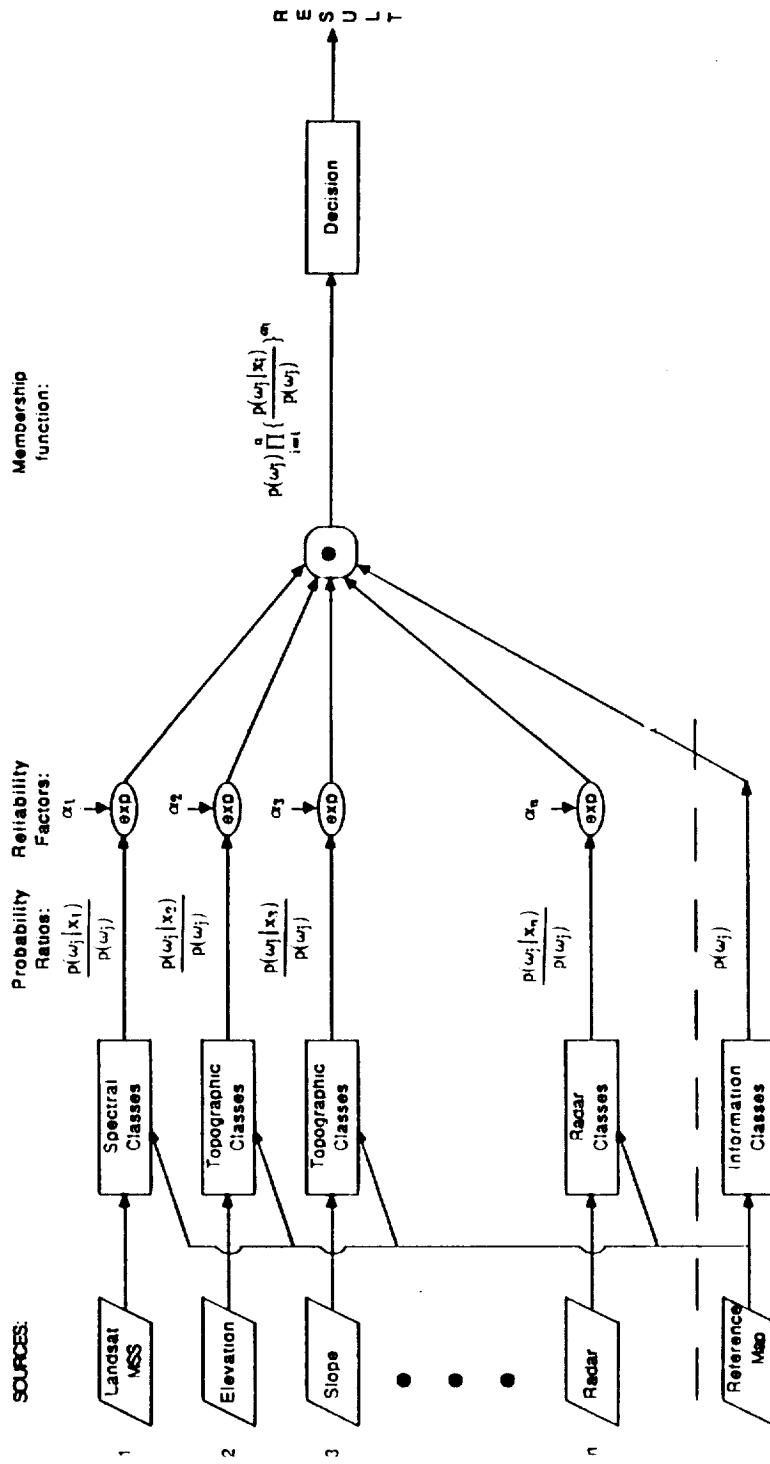 SOURCES:
Probability
Ratios:
Reliability
Factors:
Membership
function:
1
Landsat
MSS
Spectral
Classes
p(ωj|x1)
p(ωj)
α1
exp
2
Elevation
Topographic
Classes
p(ωj|x2)
p(ωj)
α2
exp
3
Slope
Topographic
Classes
p(ωj|x3)
p(ωj)
α3
exp
p(ωj) ∏ { p(ωj|xi) / p(ωj) }^αi
n
i=1
Decision
RESULT
n
Radar
Radar
Classes
p(ωj|xn)
p(ωj)
αn
exp
Reference
Map
Information
Classes
p(ωj)